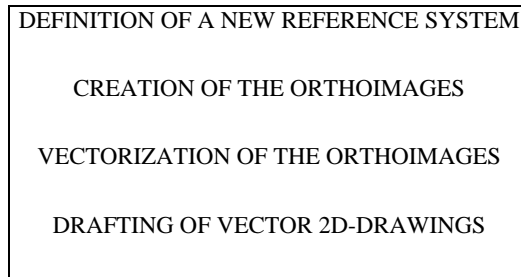 DEFINITION OF A NEW REFERENCE SYSTEM
CREATION OF THE ORTHOIMAGES
VECTORIZATION OF THE ORTHOIMAGES
DRAFTING OF VECTOR 2D-DRAWINGS